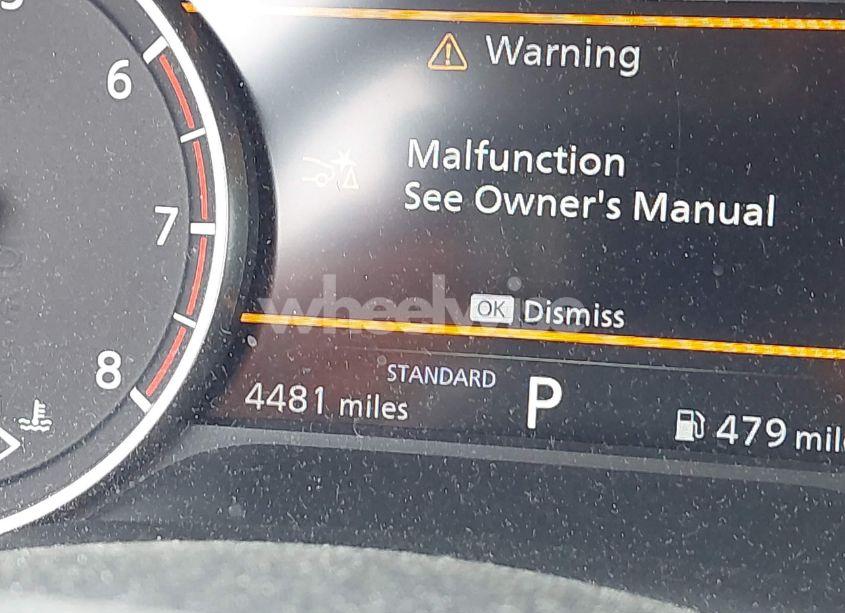 6
7
8
Warning
Malfunction
See Owner's Manual
OK Dismiss
STANDARD
4481 miles
P
479 mil